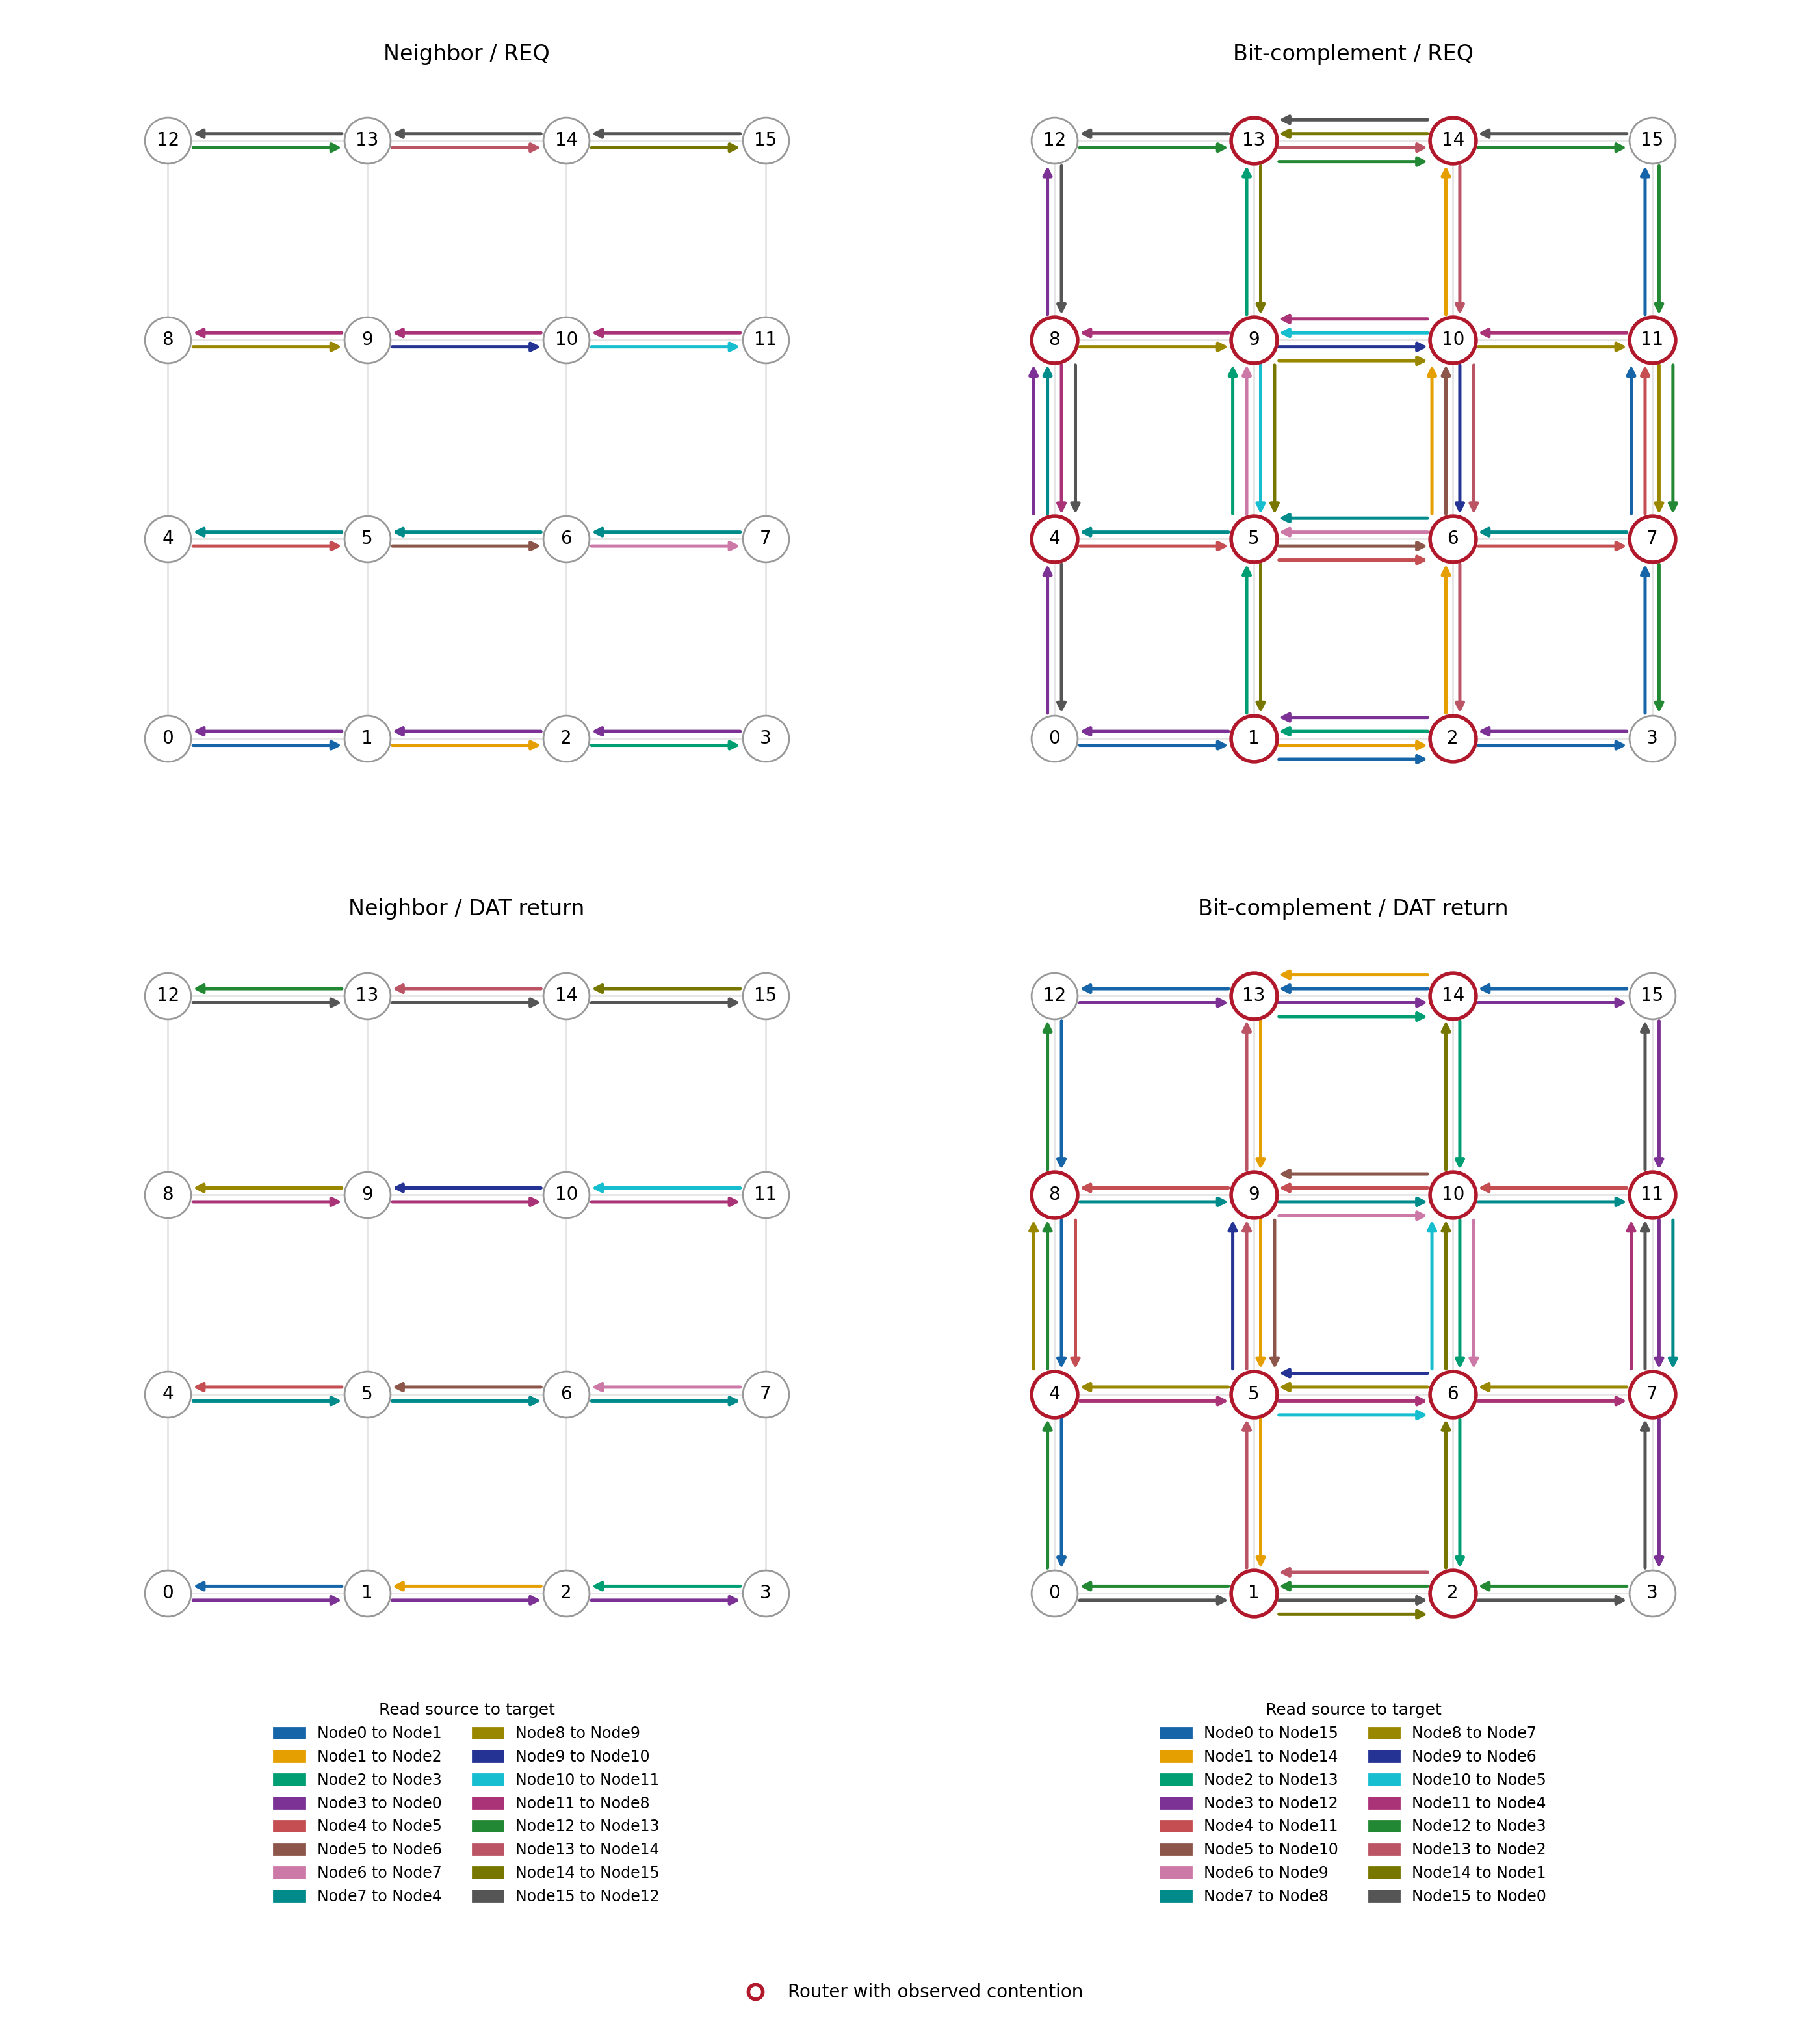 Neighbor / REQ
Bit-complement / REQ
12 13 14 15
12 13 14 15
8 9 10 11
8 9 10 11
4 5 6 7
4 5 6 7
0 1 2 3
0 1 2 3
Neighbor / DAT return
Bit-complement / DAT return
12 13 14 15
12 13 14 15
8 9 10 11
8 9 10 11
4 5 6 7
4 5 6 7
0 1 2 3
0 1 2 3
Read source to target
Node0 to Node1
Node1 to Node2
Node2 to Node3
Node3 to Node0
Node4 to Node5
Node5 to Node6
Node6 to Node7
Node7 to Node4
Node8 to Node9
Node9 to Node10
Node10 to Node11
Node11 to Node8
Node12 to Node13
Node13 to Node14
Node14 to Node15
Node15 to Node12
Read source to target
Node0 to Node15
Node1 to Node14
Node2 to Node13
Node3 to Node12
Node4 to Node11
Node5 to Node10
Node6 to Node9
Node7 to Node8
Node8 to Node7
Node9 to Node6
Node10 to Node5
Node11 to Node4
Node12 to Node3
Node13 to Node2
Node14 to Node1
Node15 to Node0
Router with observed contention